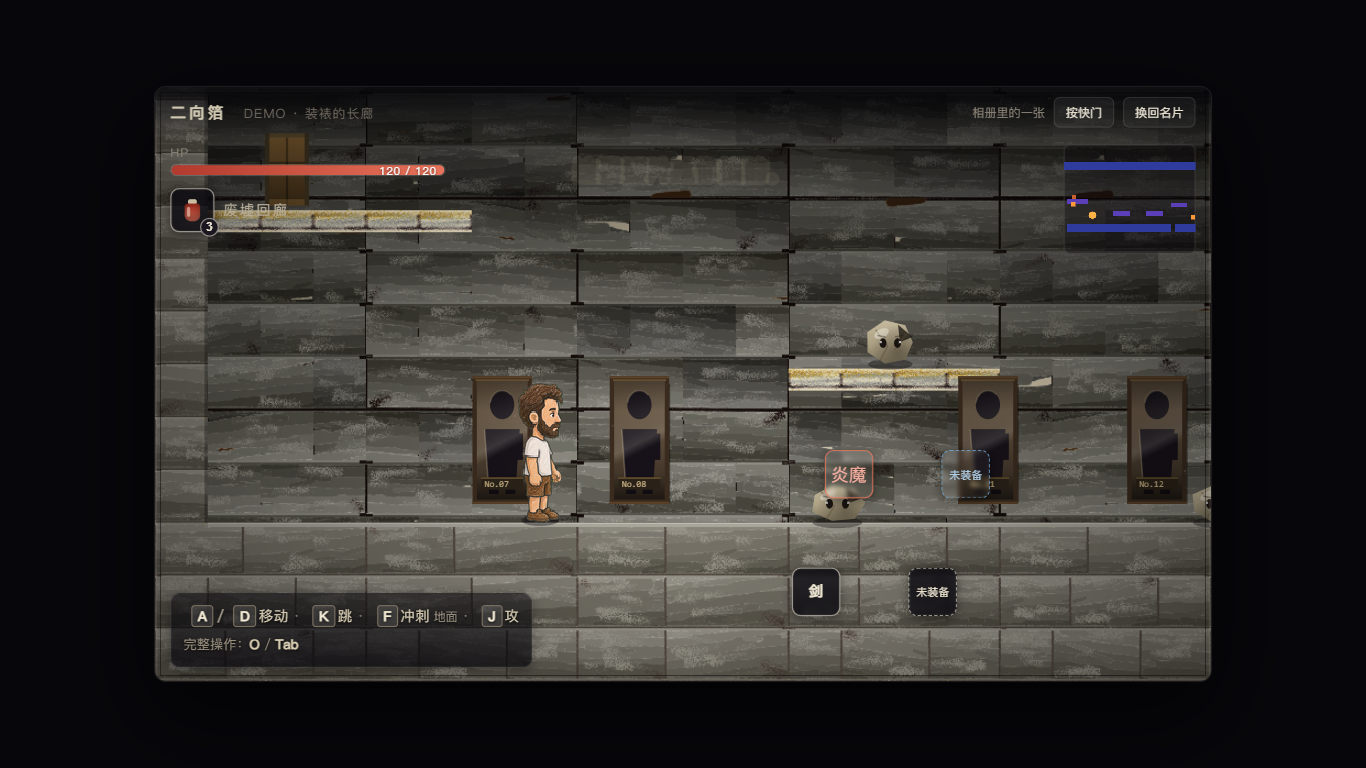 二向箔 DEMO · 装裱的长廊 相册里的一张 按快门 换回名片
HP
120 / 120
3 废墟回廊
No.07
No.08
No.12
炎魔 未装备
剑 未装备
A / D 移动 · K 跳 · F 冲刺 地面 · J 攻
完整操作: O / Tab